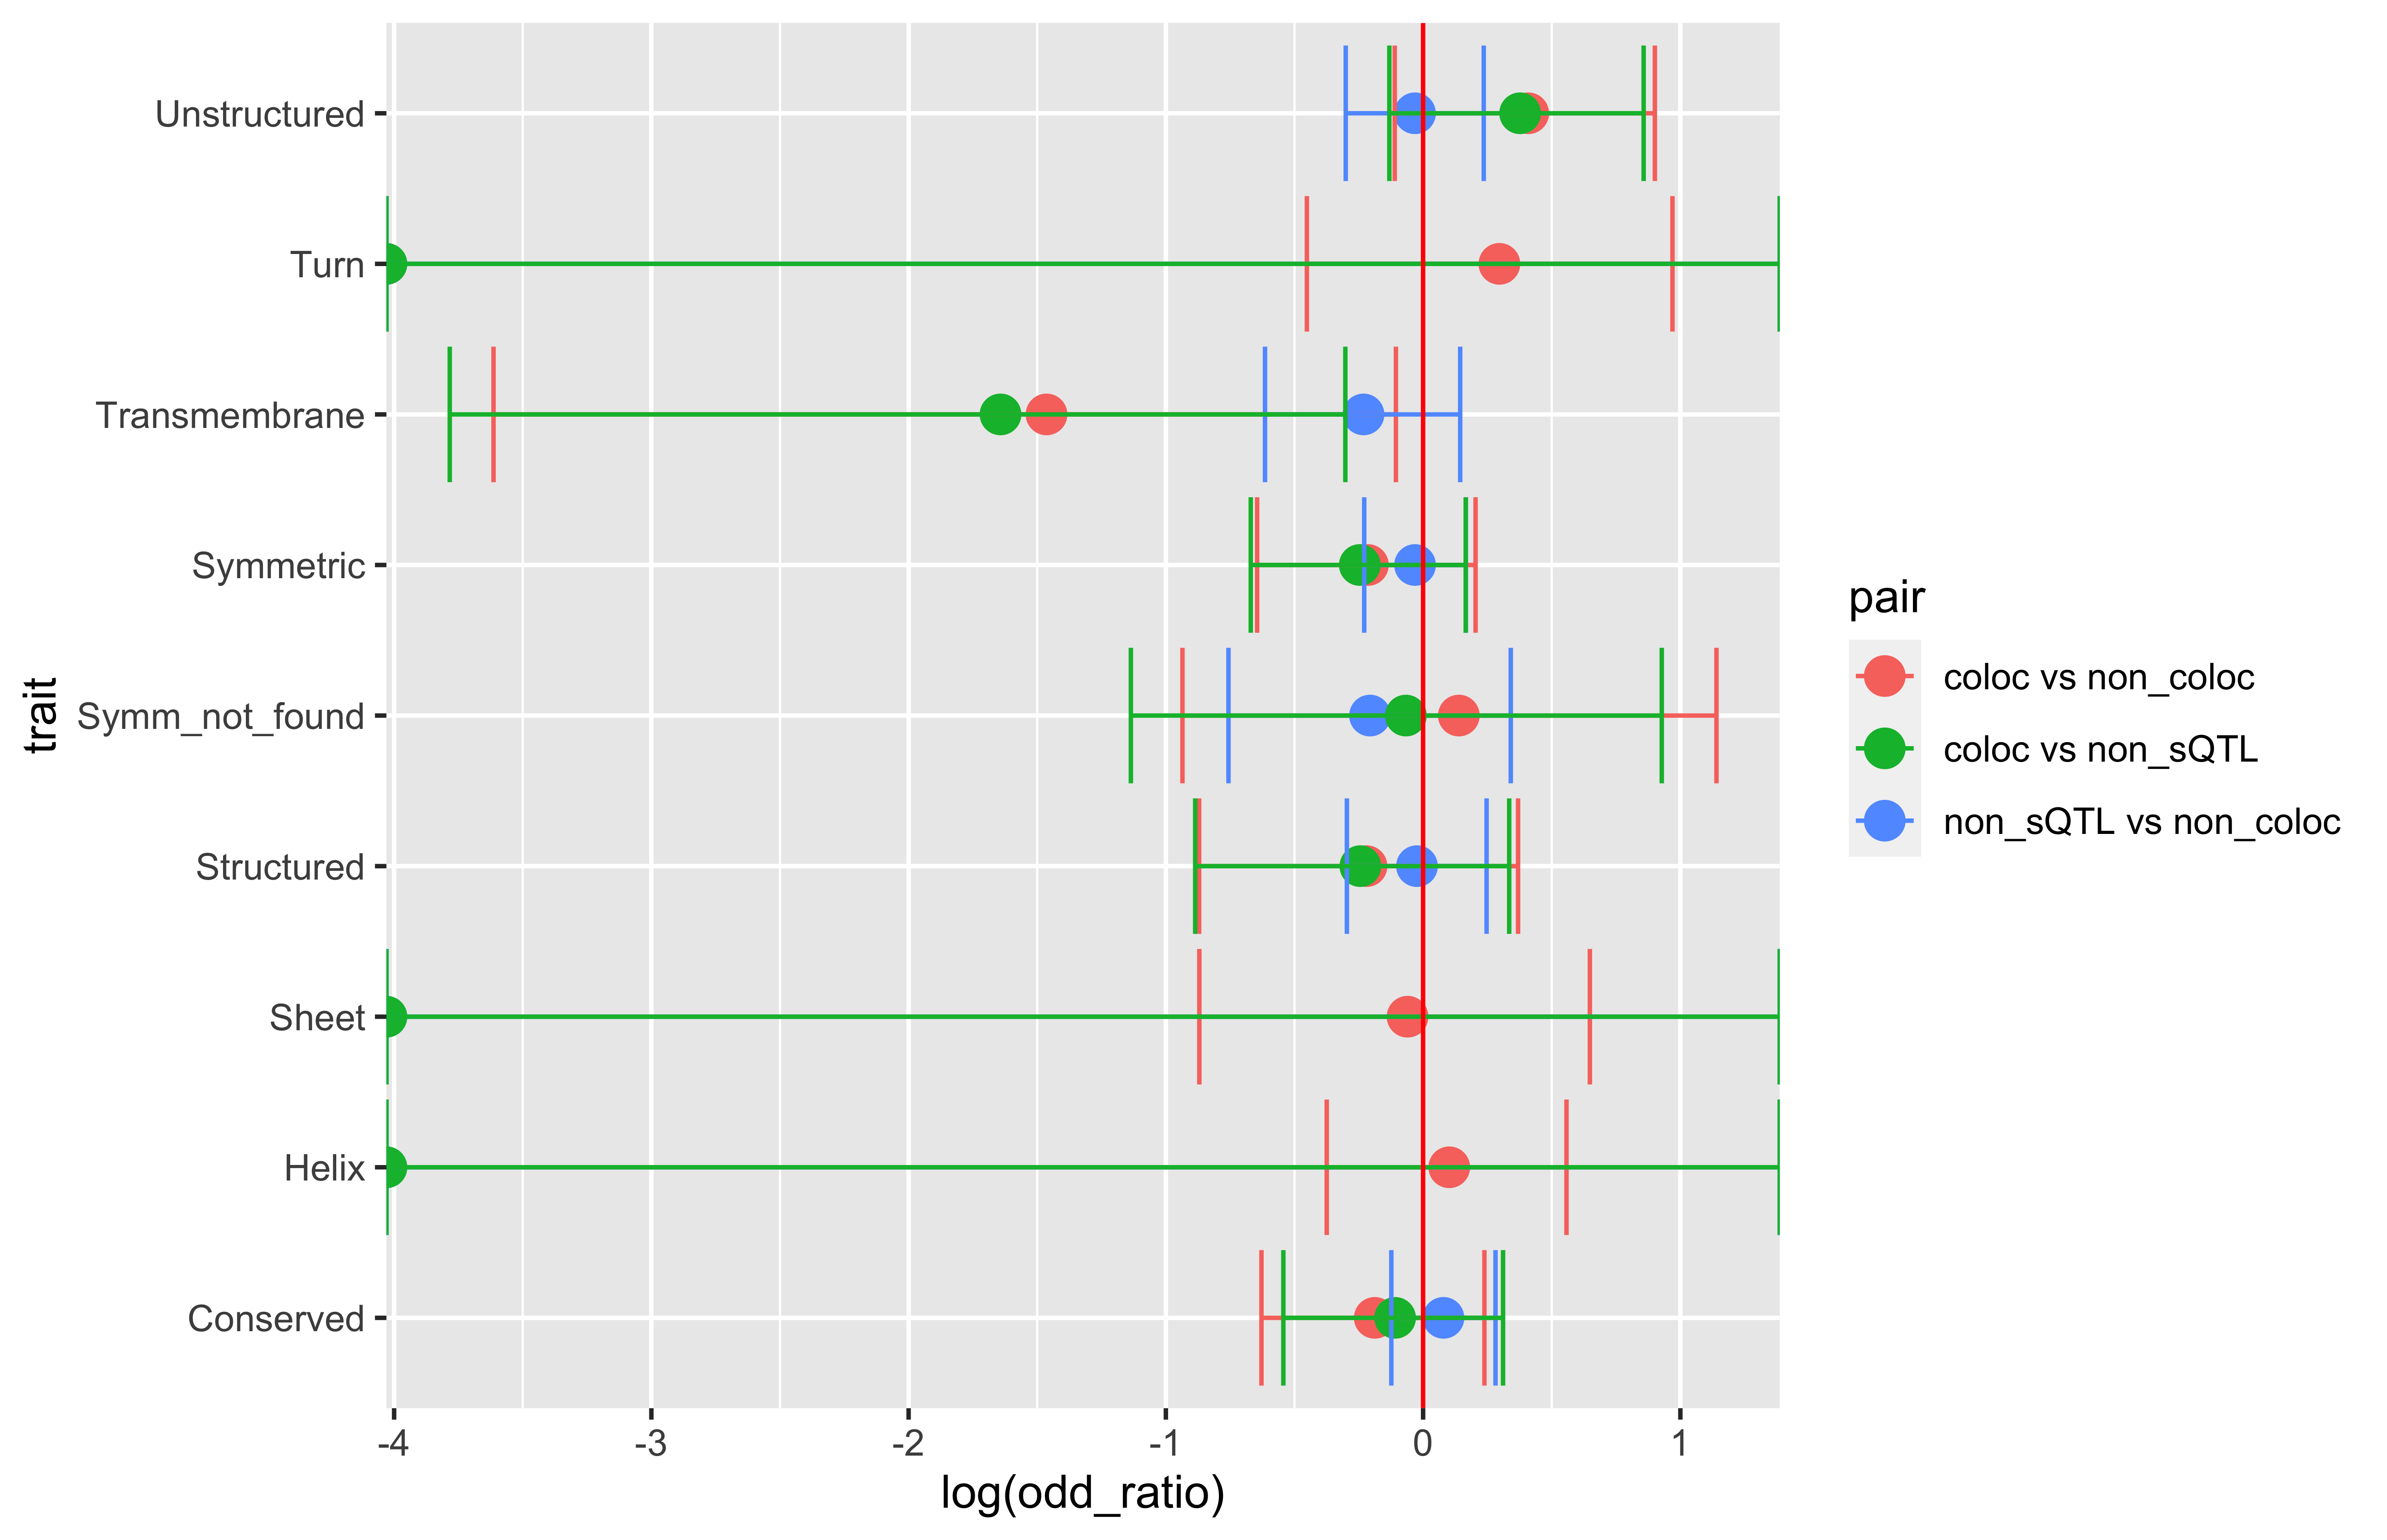 Unstructured
Turn
Transmembrane
Symmetric
Symm_not_found
Structured
Sheet
Helix
Conserved
trait
-4 -3 -2 -1 0 1
log(odd_ratio)
pair
coloc vs non_coloc
coloc vs non_sQTL
non_sQTL vs non_coloc